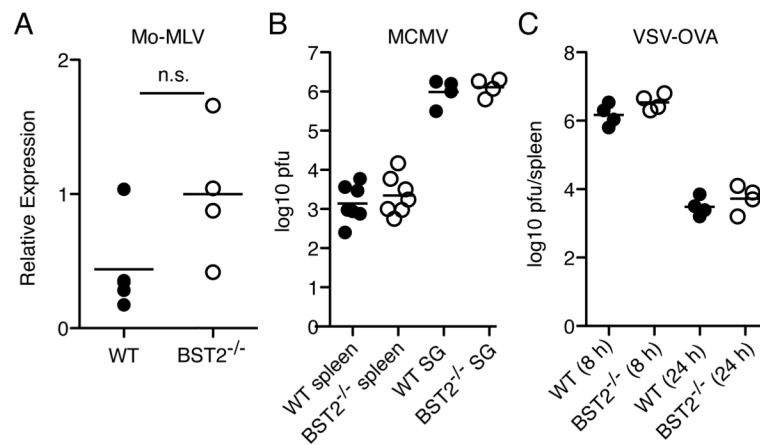 A
Mo-MLV
Relative Expression
2
1
0
n.s.
WT
BST2-/-
B
MCMV
log10 pfu
7
6
5
4
3
2
1
0
WT spleen
BST2-/- spleen
WT SG
BST2-/- SG
C
VSV-OVA
log10 pfu/spleen
8
6
4
2
0
WT (8 h)
BST2-/- (8 h)
WT (24 h)
BST2-/- (24 h)